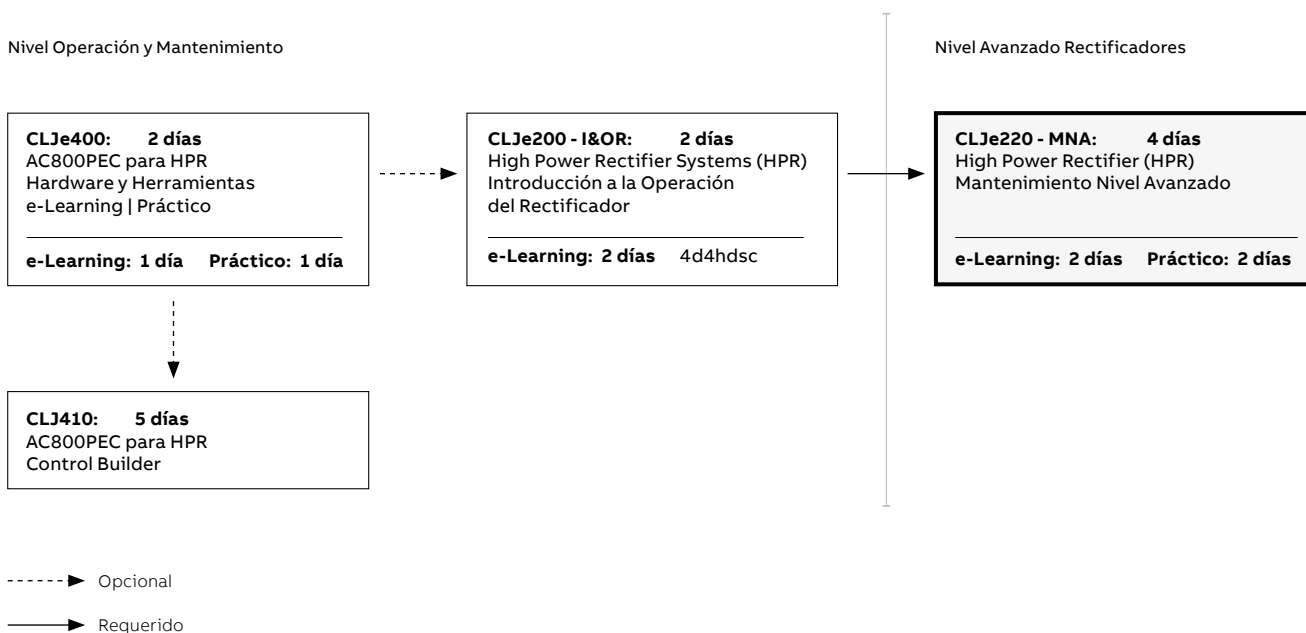 Nivel Operación y Mantenimiento
Nivel Avanzado Rectificadores
CLJe400: 2 días
AC800PEC para HPR
Hardware y Herramientas
e-Learning | Práctico
e-Learning: 1 día Práctico: 1 día
CLJe200 - I&OR: 2 días
High Power Rectifier Systems (HPR)
Introducción a la Operación
del Rectificador
e-Learning: 2 días 4d4hdsc
CLJe220 - MNA: 4 días
High Power Rectifier (HPR)
Mantenimiento Nivel Avanzado
e-Learning: 2 días Práctico: 2 días
CLJ410: 5 días
AC800PEC para HPR
Control Builder
Opcional
Requerido